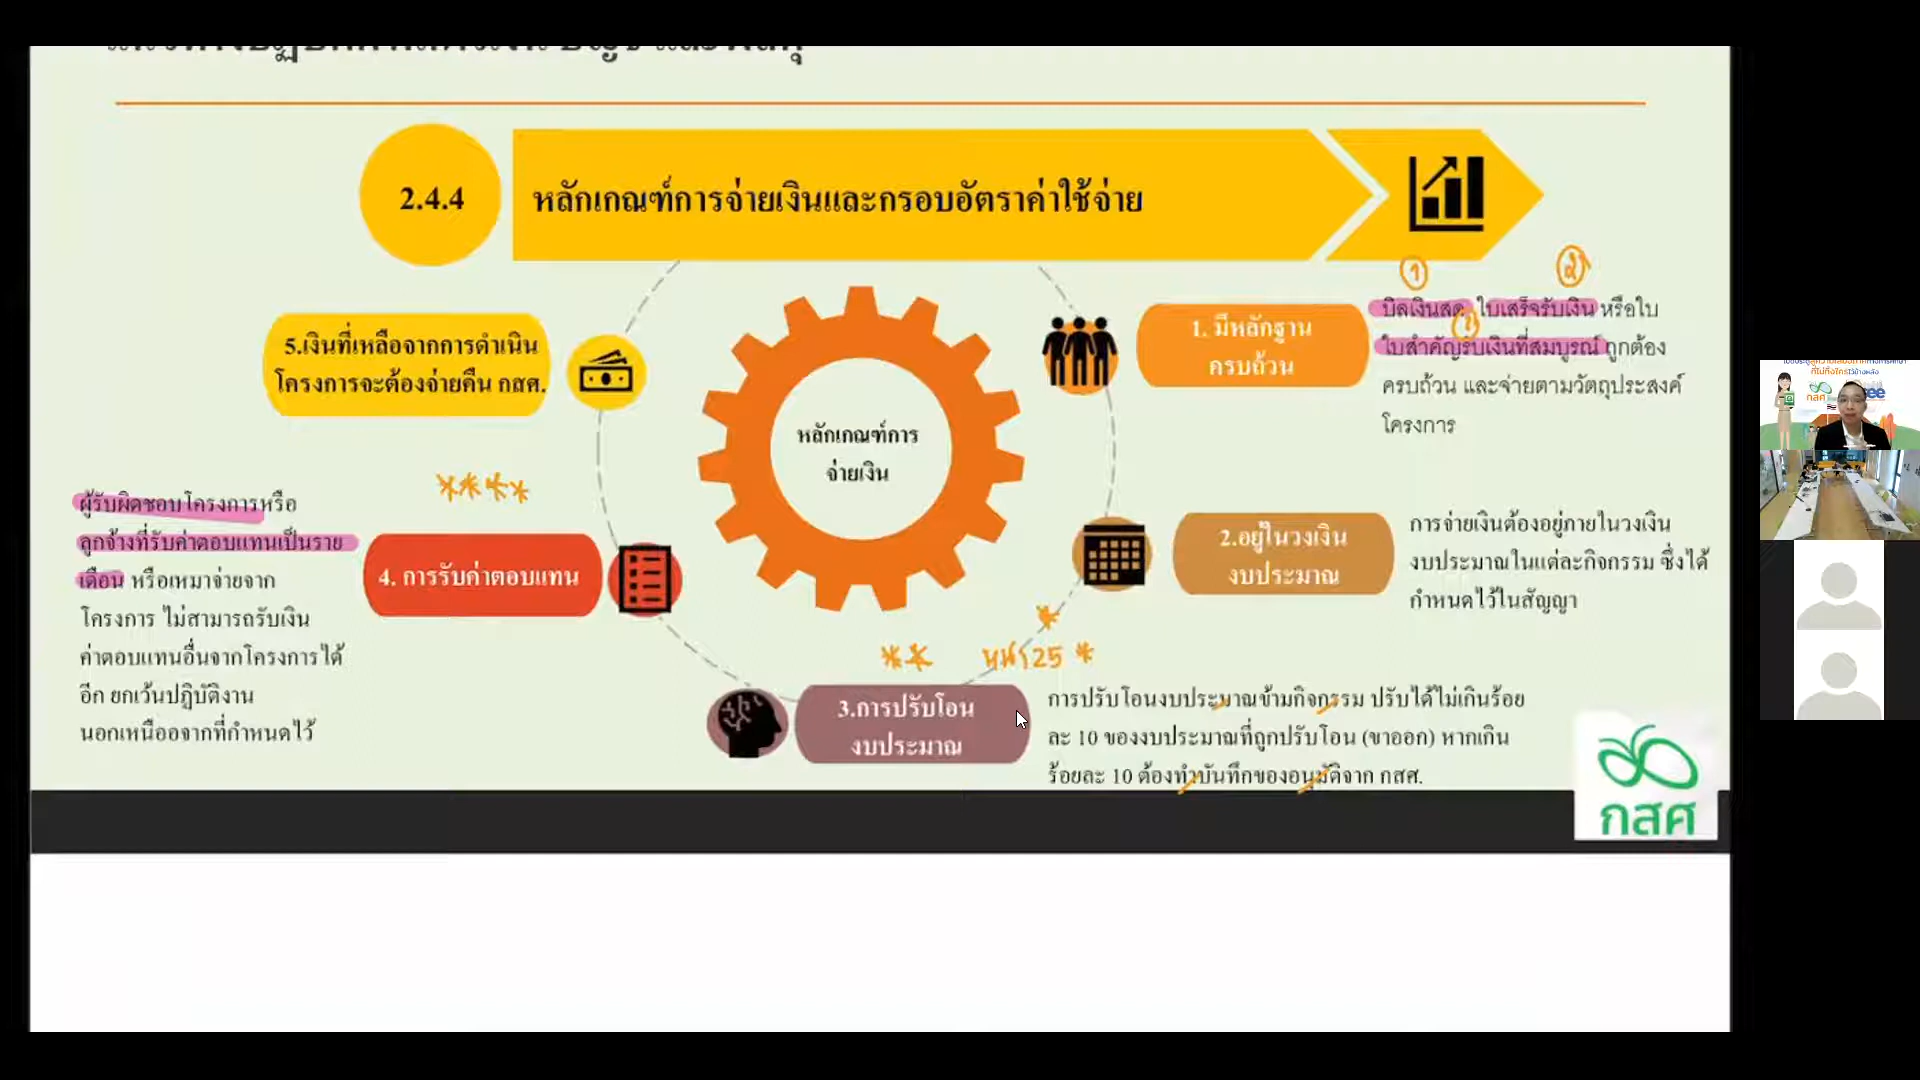 2.4.4
หลักเกณฑ์การจ่ายเงินและกรอบอัตราค่าใช้จ่าย
หลักเกณฑ์การ
จ่ายเงิน
1
2
1. มีหลักฐาน
ครบถ้วน
บิลเงินสด ใบเสร็จรับเงิน หรือใบ
ใบสำคัญรับเงินที่สมบูรณ์ ถูกต้อง
ครบถ้วน และจ่ายตามวัตถุประสงค์
โครงการ
2.อยู่ในวงเงิน
งบประมาณ
การจ่ายเงินต้องอยู่ภายในวงเงิน
งบประมาณในแต่ละกิจกรรม ซึ่งได้
กำหนดไว้ในสัญญา
หน้า 25 *
3.การปรับโอน
งบประมาณ
การปรับโอนงบประมาณข้ามกิจกรรม ปรับได้ไม่เกินร้อย
ละ 10 ของงบประมาณที่ถูกปรับโอน (ขาออก) หากเกิน
ร้อยละ 10 ต้องทำบันทึกของอนุมัติจาก กสศ.
4. การรับค่าตอบแทน
ผู้รับผิดชอบโครงการหรือ
ลูกจ้างที่รับค่าตอบแทนเป็นราย
เดือน หรือเหมาจ่ายจาก
โครงการ ไม่สามารถรับเงิน
ค่าตอบแทนอื่นจากโครงการได้
อีก ยกเว้นปฏิบัติงาน
นอกเหนืออจากที่กำหนดไว้
5.เงินที่เหลือจากการดำเนิน
โครงการจะต้องจ่ายคืน กสศ.
กสศ
ที่ไม่ทิ้งใครไว้ข้างหลัง
กสศ